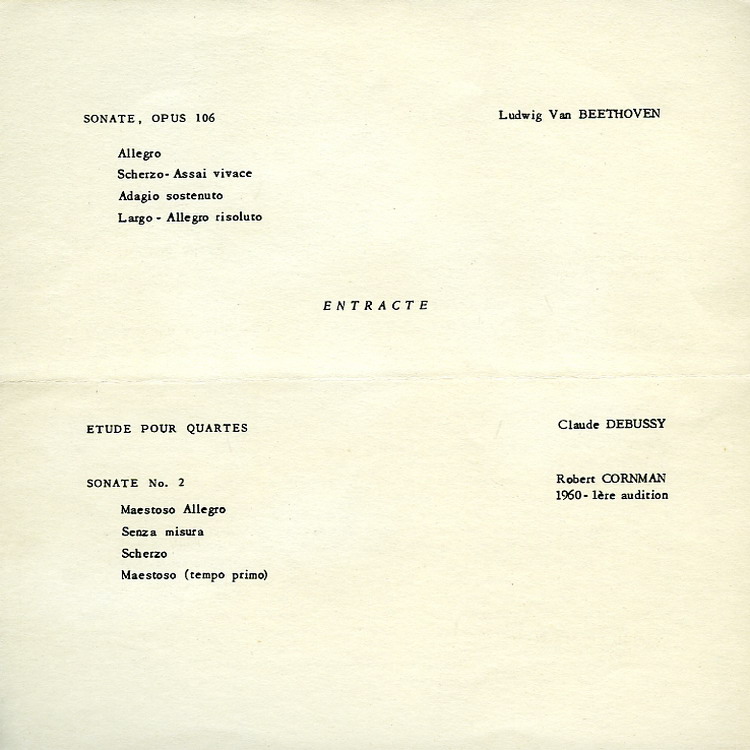 SONATE, OPUS 106 Ludwig Van BEETHOVEN
Allegro
Scherzo- Assai vivace
Adagio sostenuto
Largo - Allegro risoluto
ENTRACTE
ETUDE POUR QUARTES Claude DEBUSSY
SONATE No. 2 Robert CORNMAN
1960- 1ère audition
Maestoso Allegro
Senza misura
Scherzo
Maestoso (tempo primo)